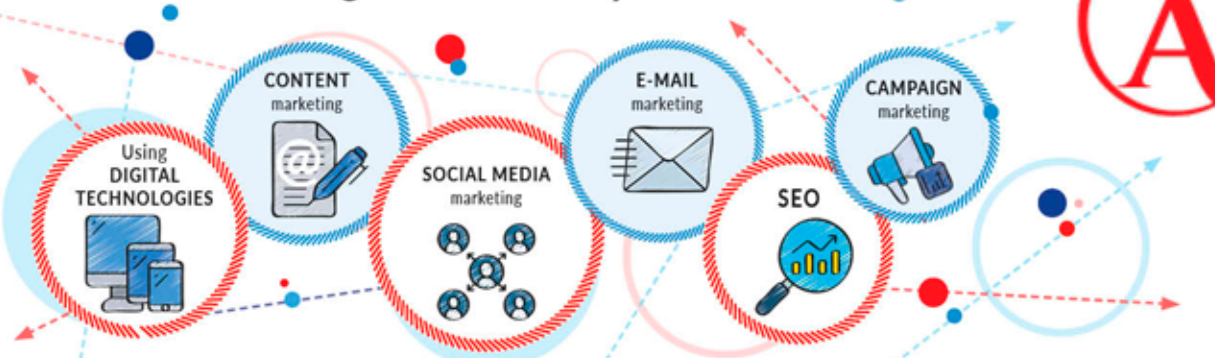 Using
DIGITAL
TECHNOLOGIES
CONTENT
marketing
@
SOCIAL MEDIA
marketing
E-MAIL
marketing
SEO
CAMPAIGN
marketing
A